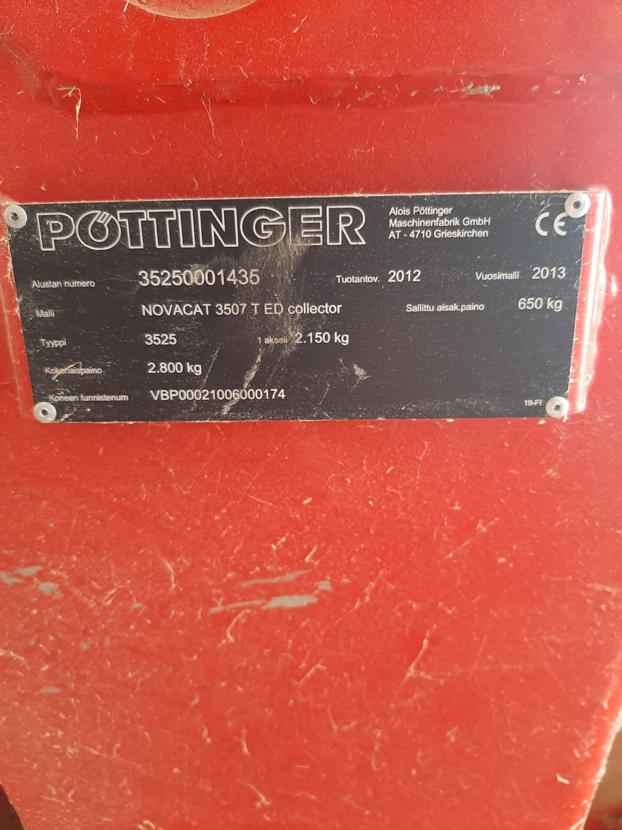 PÖTTINGER
Alois Pöttinger
Maschinenfabrik GmbH
AT - 4710 Grieskirchen
CE
Alustan numero 35250001435 Tuotantov. 2012 Vuosimalli 2013
Malli NOVACAT 3507 T ED collector Sallittu aisak.paino 650 kg
Tyyppi 3525 1 akseli 2.150 kg
Kokonaispaino 2.800 kg
Koneen tunnistenum VBP00021006000174
19-FI